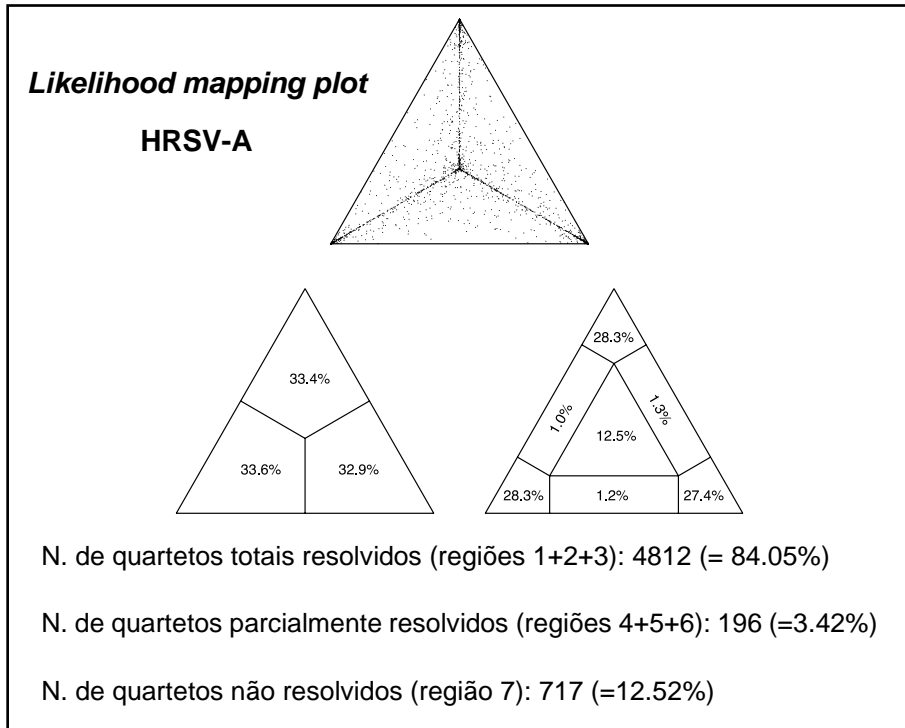 Likelihood mapping plot
HRSV-A
33.4%
33.6%
32.9%
28.3%
1.0%
1.3%
12.5%
28.3%
1.2%
27.4%
N. de quartetos totais resolvidos (regiões 1+2+3): 4812 (= 84.05%)
N. de quartetos parcialmente resolvidos (regiões 4+5+6): 196 (=3.42%)
N. de quartetos não resolvidos (região 7): 717 (=12.52%)